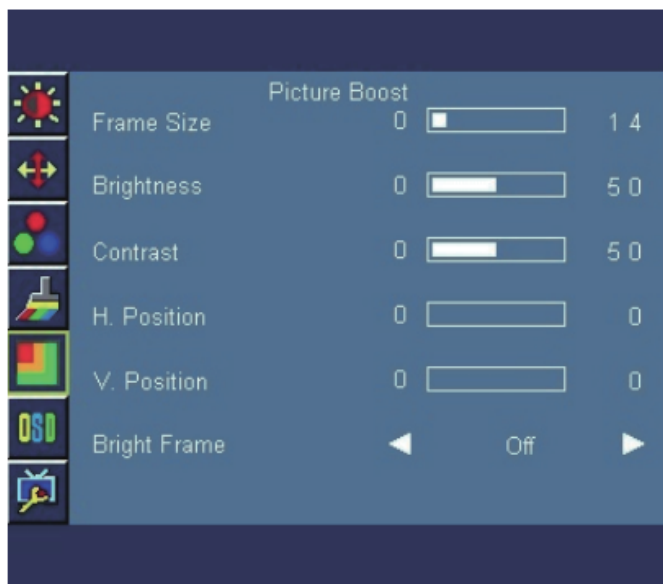 Picture Boost
Frame Size 0 14
Brightness 0 50
Contrast 0 50
H. Position 0 0
V. Position 0 0
OSD
Bright Frame Off